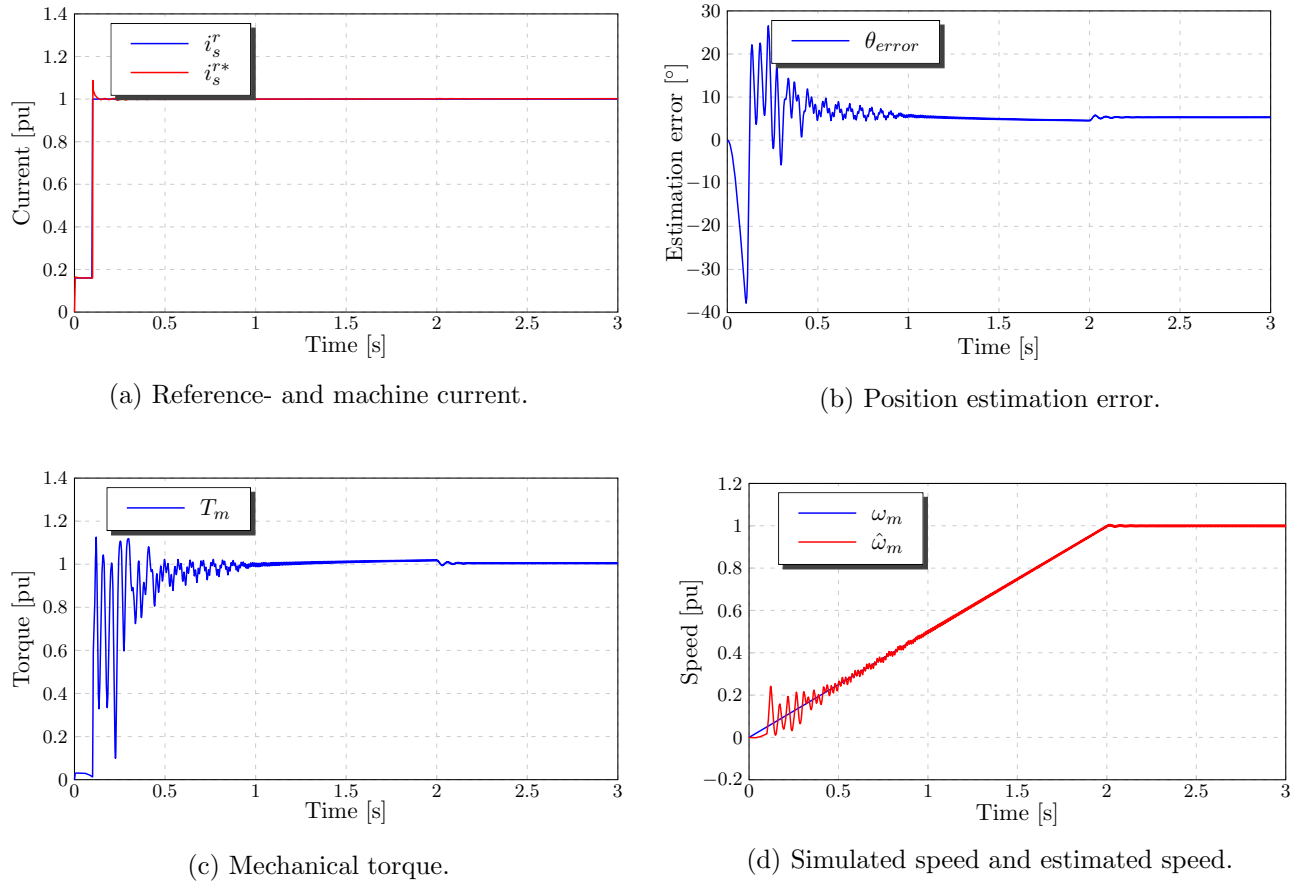 1.4
1.2
1
0.8
0.6
0.4
0.2
0
Current [pu]
i_s^r
i_s^{r*}
0 0.5 1 1.5 2 2.5 3
Time [s]
(a) Reference- and machine current.
30
20
10
0
−10
−20
−30
−40
Estimation error [°]
θ_{error}
0 0.5 1 1.5 2 2.5 3
Time [s]
(b) Position estimation error.
1.4
1.2
1
0.8
0.6
0.4
0.2
0
Torque [pu]
T_m
0 0.5 1 1.5 2 2.5 3
Time [s]
(c) Mechanical torque.
1.2
1
0.8
0.6
0.4
0.2
0
−0.2
Speed [pu]
ω_m
ω̂_m
0 0.5 1 1.5 2 2.5 3
Time [s]
(d) Simulated speed and estimated speed.